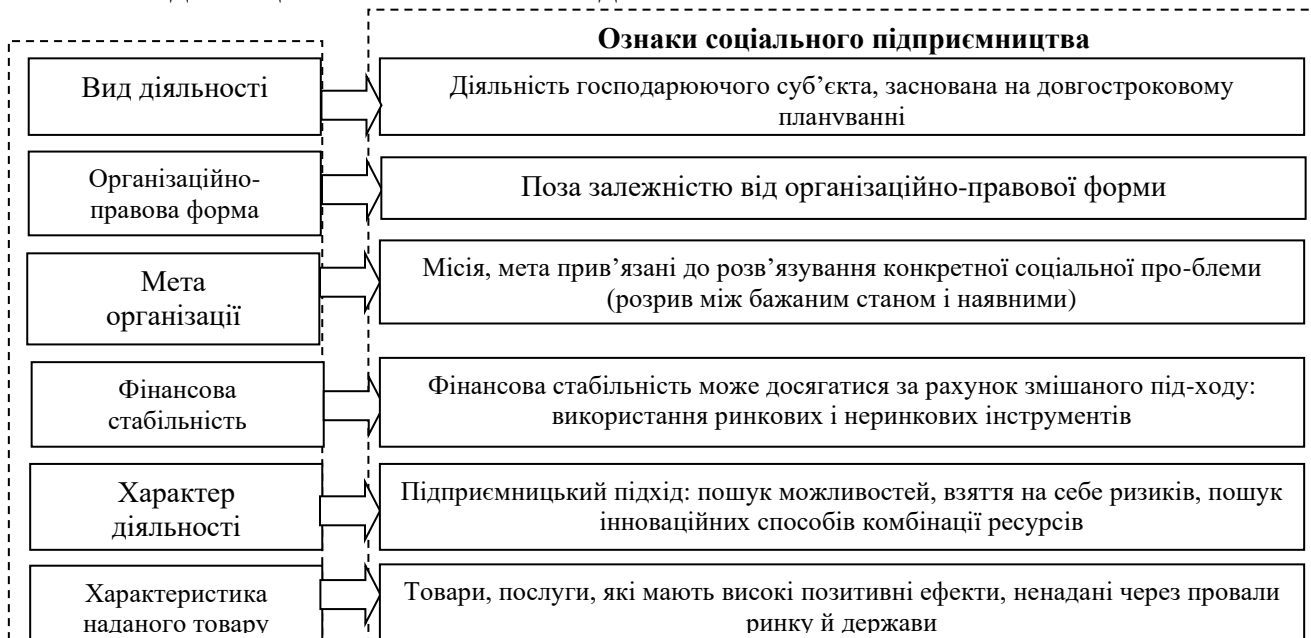 Ознаки соціального підприємництва
Вид діяльності
Діяльність господарюючого суб’єкта, заснована на довгостроковому
плануванні
Організаційно-
правова форма
Поза залежністю від організаційно-правової форми
Мета
організації
Місія, мета прив’язані до розв’язування конкретної соціальної про-блеми
(розрив між бажаним станом і наявними)
Фінансова
стабільність
Фінансова стабільність може досягатися за рахунок змішаного під-ходу:
використання ринкових і неринкових інструментів
Характер
діяльності
Підприємницький підхід: пошук можливостей, взяття на себе ризиків, пошук
інноваційних способів комбінації ресурсів
Характеристика
наданого товару
Товари, послуги, які мають високі позитивні ефекти, ненадані через провали
ринку й держави